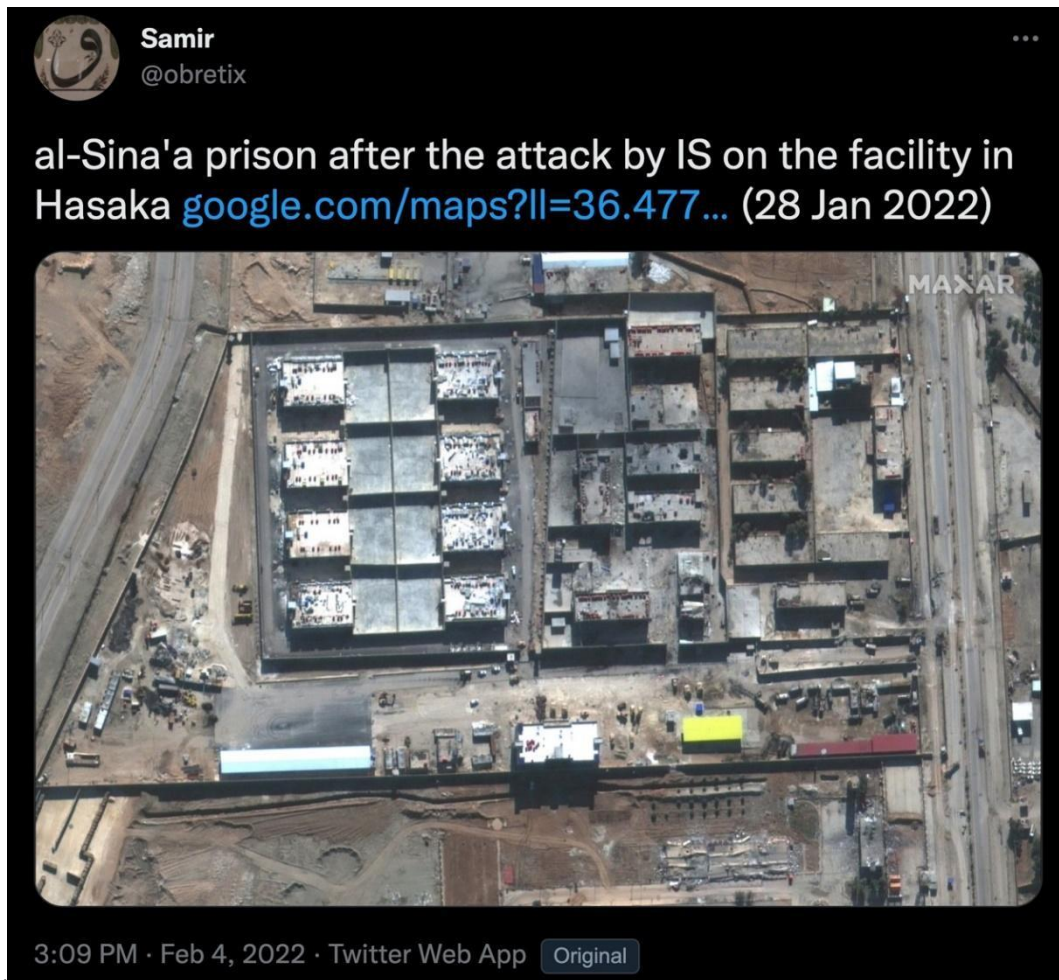 Samir
@obretix
al-Sina'a prison after the attack by IS on the facility in
Hasaka google.com/maps?ll=36.477... (28 Jan 2022)
MAXAR
3:09 PM · Feb 4, 2022 · Twitter Web App Original